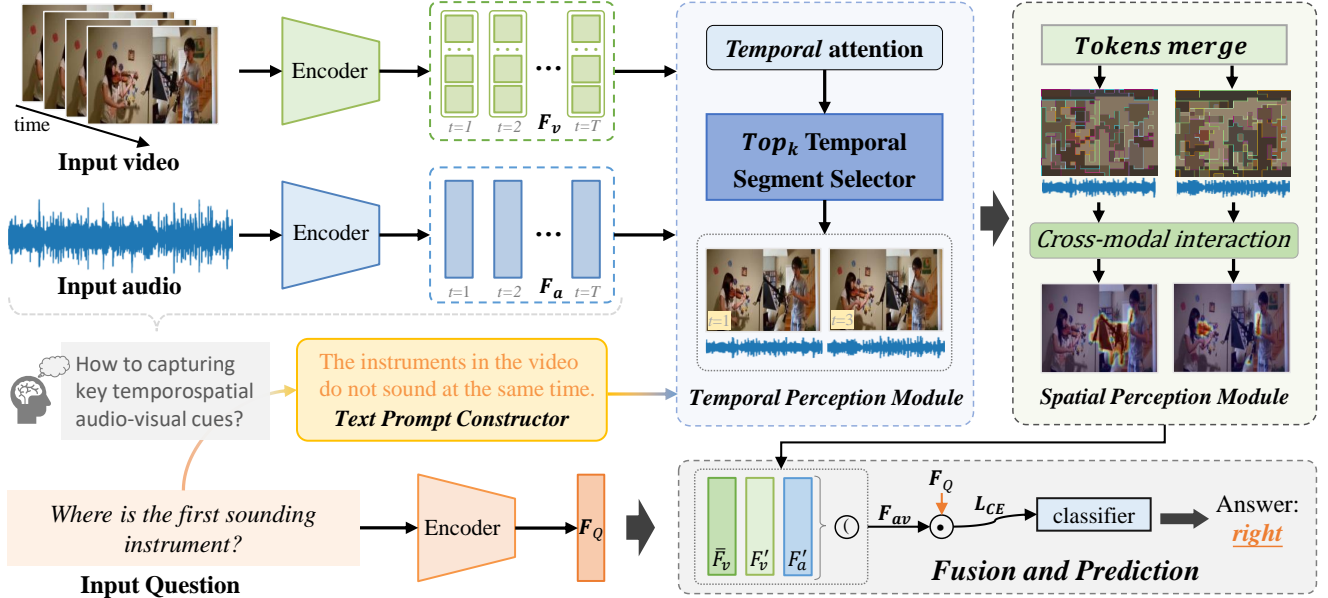 time
Input video
Encoder
t=1
t=2
F_v
t=T
Input audio
Encoder
t=1
t=2
F_a
t=T
How to capturing
key temporospatial
audio-visual cues?
The instruments in the video
do not sound at the same time.
Text Prompt Constructor
Where is the first sounding
instrument?
Input Question
Encoder
F_Q
Temporal attention
Top_k Temporal
Segment Selector
t=1
t=3
Temporal Perception Module
Tokens merge
Cross-modal interaction
Spatial Perception Module
F̄_v
F′_v
F′_a
F_av
F_Q
L_CE
classifier
Answer:
right
Fusion and Prediction